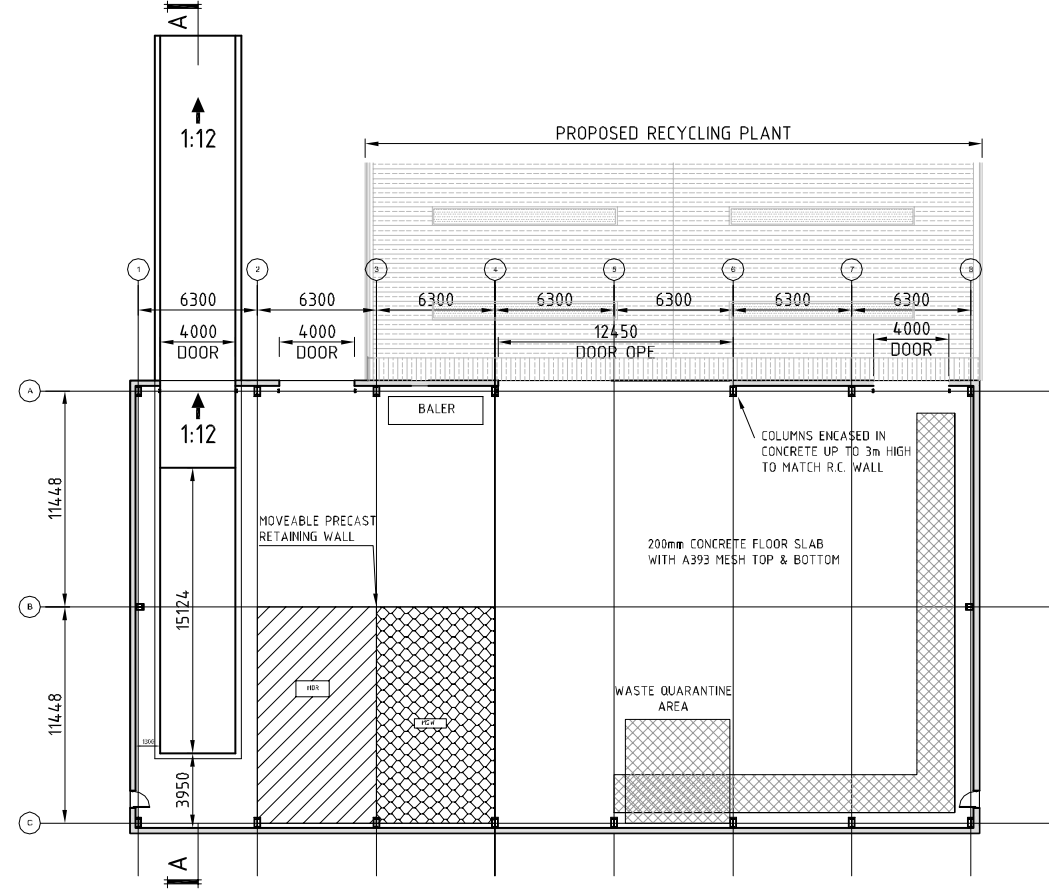 A
1:12
PROPOSED RECYCLING PLANT
1
2
3
4
5
6
7
8
6300
6300
6300
6300
6300
6300
6300
4000
DOOR
4000
DOOR
12450
DOOR OPE
4000
DOOR
A
BALER
1:12
COLUMNS ENCASED IN
CONCRETE UP TO 3m HIGH
TO MATCH R.C. WALL
11448
MOVEABLE PRECAST
RETAINING WALL
200mm CONCRETE FLOOR SLAB
WITH A393 MESH TOP & BOTTOM
B
15124
11448
MDR
WASTE QUARANTINE
AREA
MSW
1300
3950
C
A